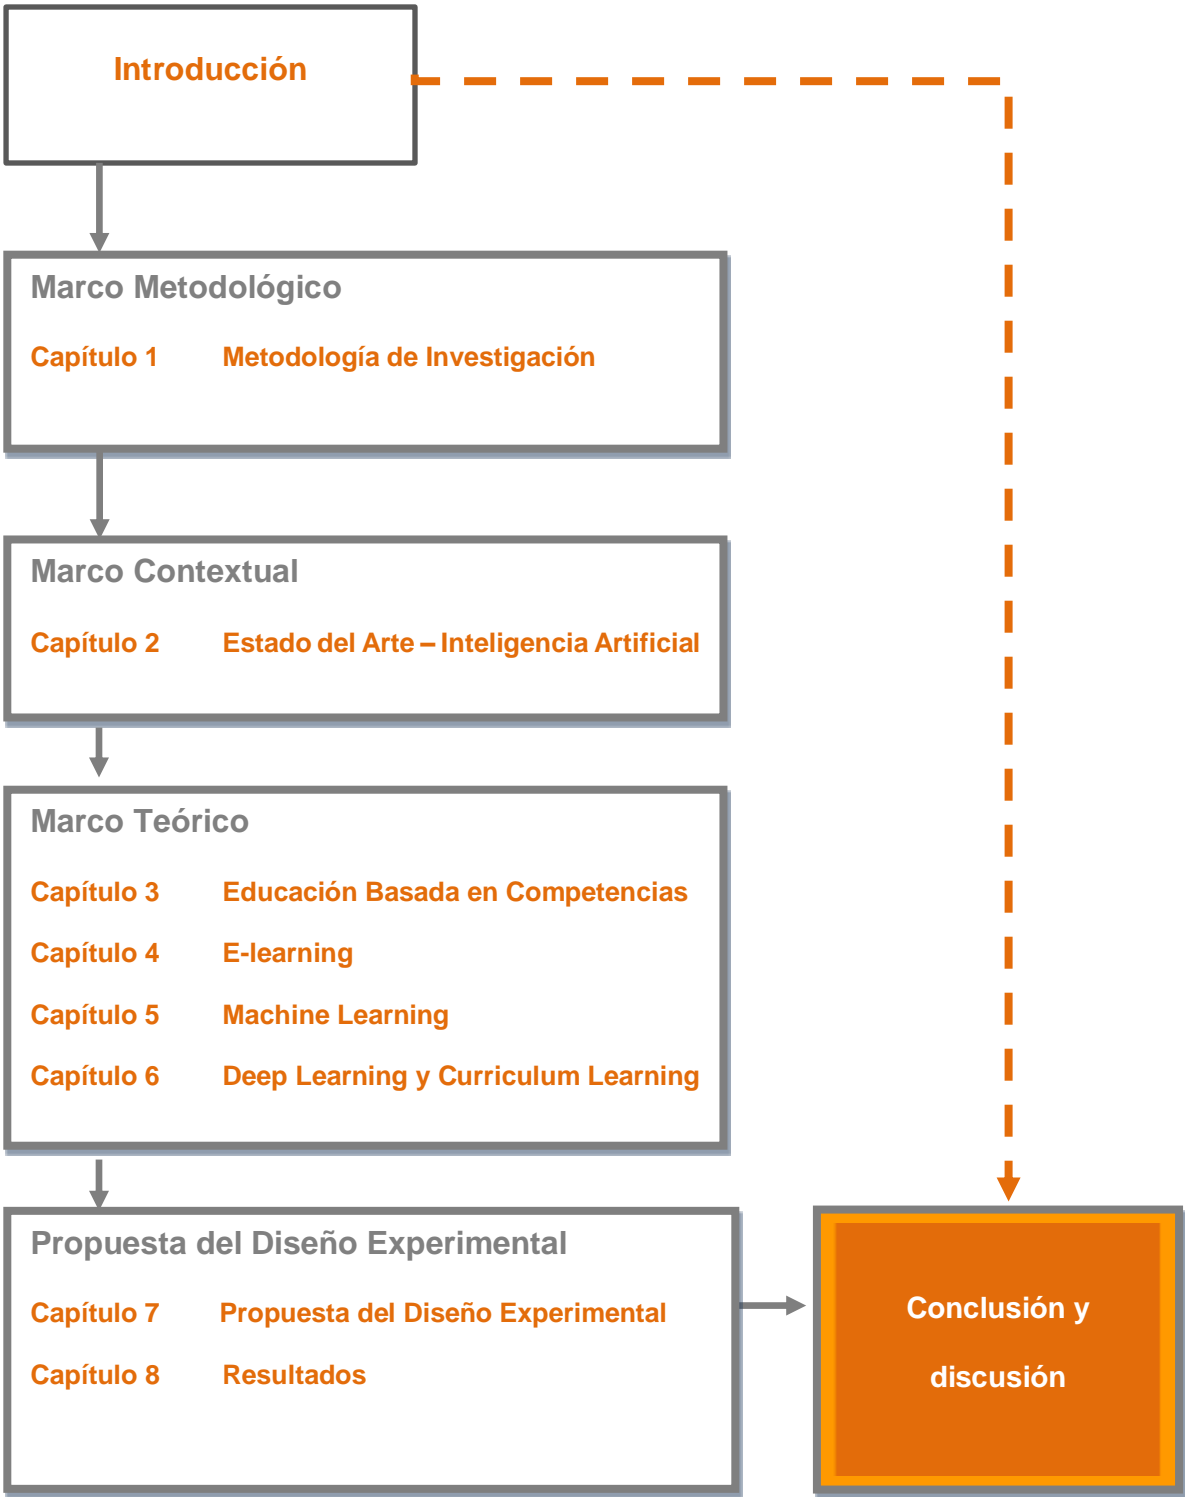 Introducción
Marco Metodológico
Capítulo 1 Metodología de Investigación
Marco Contextual
Capítulo 2 Estado del Arte – Inteligencia Artificial
Marco Teórico
Capítulo 3 Educación Basada en Competencias
Capítulo 4 E-learning
Capítulo 5 Machine Learning
Capítulo 6 Deep Learning y Curriculum Learning
Propuesta del Diseño Experimental
Capítulo 7 Propuesta del Diseño Experimental
Capítulo 8 Resultados
Conclusión y
discusión